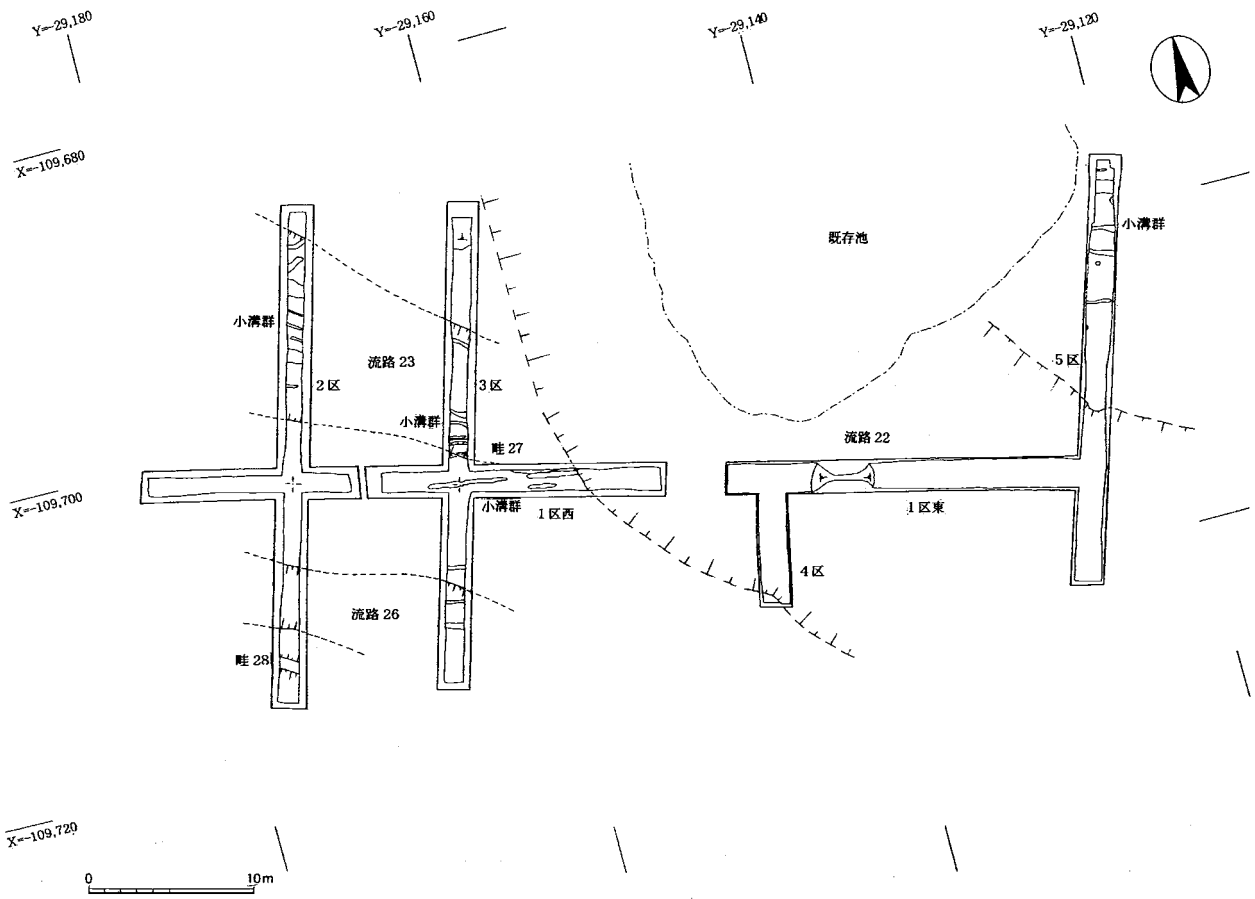 Y=-29,180
Y=-29,160
Y=-29,140
Y=-29,120
X=-109,680
既存池
小溝群
小溝群
流路 23
2区
3区
5区
小溝群
畦 27
流路 22
X=-109,700
小溝群
1区西
1区東
4区
流路 26
畦 28
X=-109,720
0
10m